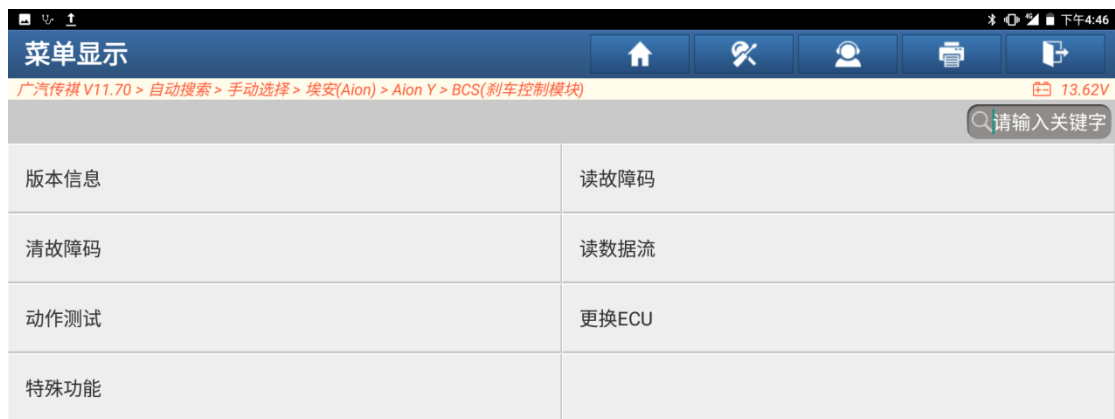 下午4:46
菜单显示
广汽传祺 V11.70 > 自动搜索 > 手动选择 > 埃安(Aion) > Aion Y > BCS(刹车控制模块) 13.62V
请输入关键字
版本信息 读故障码
清故障码 读数据流
动作测试 更换ECU
特殊功能